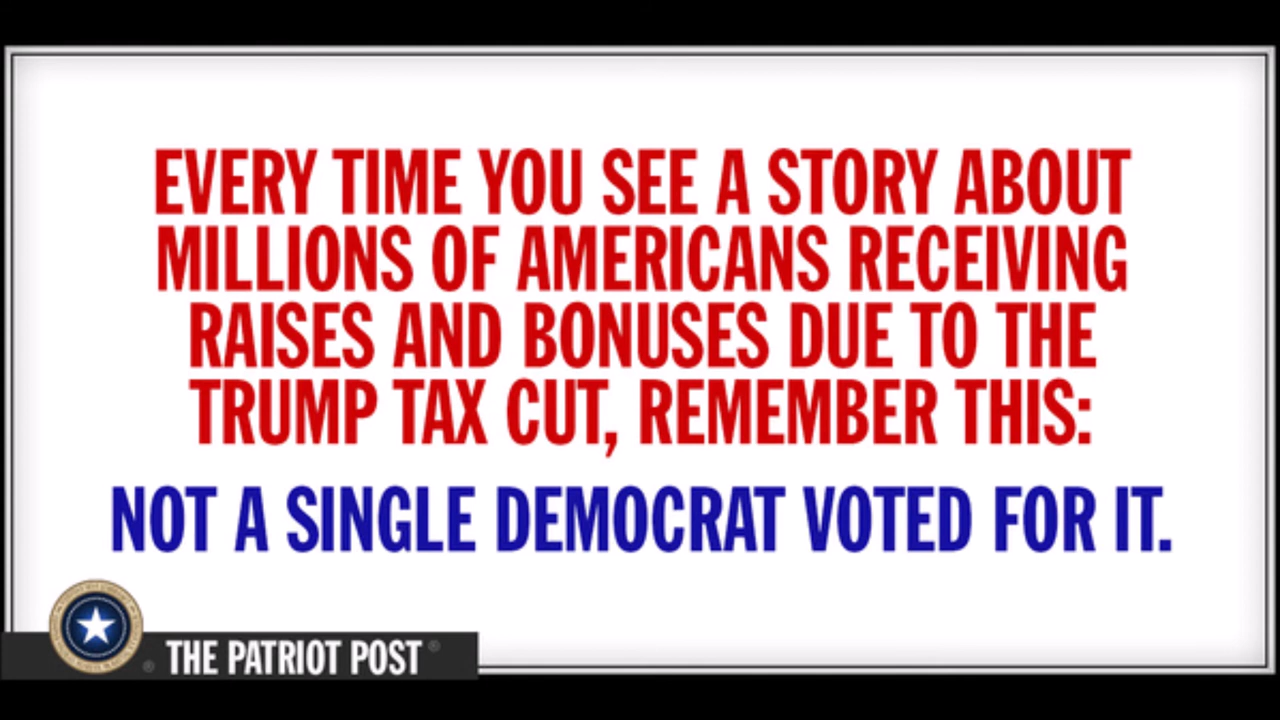 EVERY TIME YOU SEE A STORY ABOUT
MILLIONS OF AMERICANS RECEIVING
RAISES AND BONUSES DUE TO THE
TRUMP TAX CUT, REMEMBER THIS:
NOT A SINGLE DEMOCRAT VOTED FOR IT.
® THE PATRIOT POST®